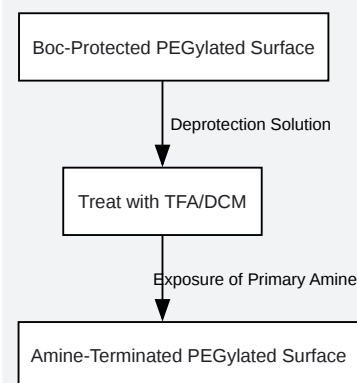 Boc-Protected PEGylated Surface
Deprotection Solution
Treat with TFA/DCM
Exposure of Primary Amine
Amine-Terminated PEGylated Surface